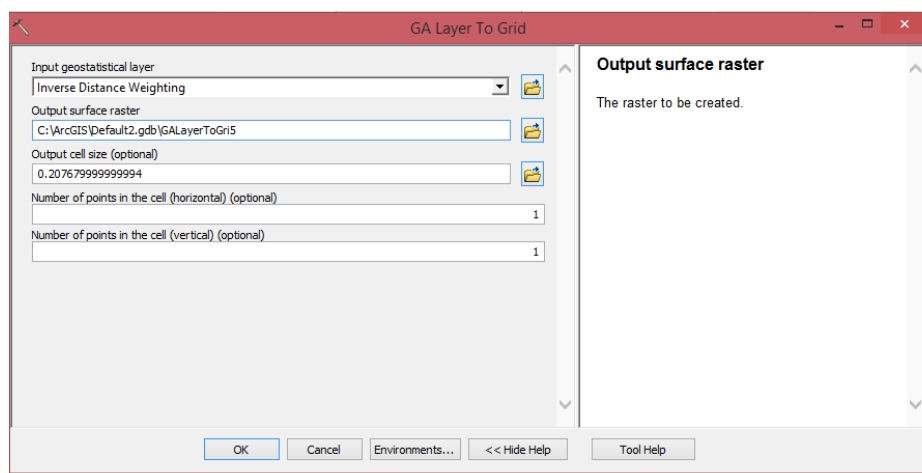 GA Layer To Grid
Input geostatistical layer
Inverse Distance Weighting
Output surface raster
C:\ArcGIS\Default2.gdb\GALayerToGri5
Output cell size (optional)
0.207679999999994
Number of points in the cell (horizontal) (optional)
1
Number of points in the cell (vertical) (optional)
1
Output surface raster
The raster to be created.
OK
Cancel
Environments...
<< Hide Help
Tool Help